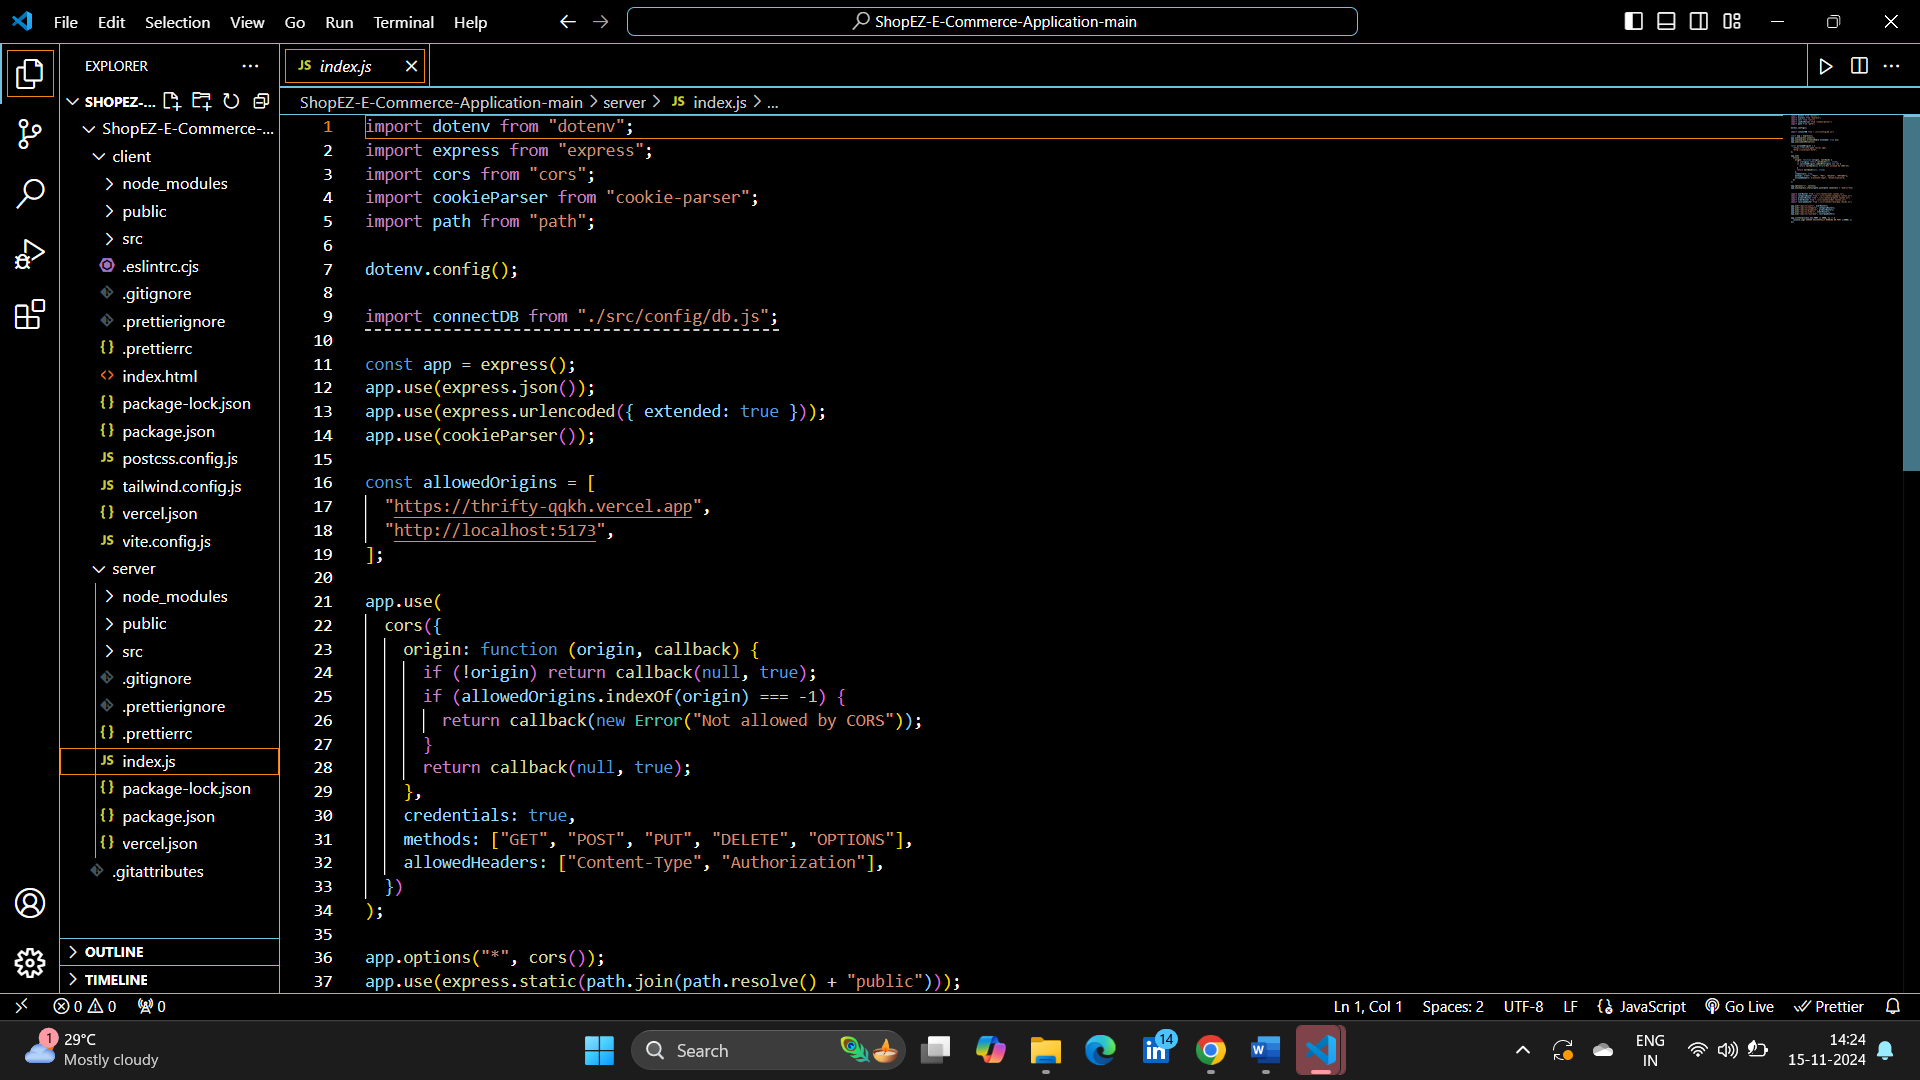 File Edit Selection View Go Run Terminal Help
ShopEZ-E-Commerce-Application-main
EXPLORER
SHOPEZ-...
ShopEZ-E-Commerce-...
client
node_modules
public
src
.eslintrc.cjs
.gitignore
.prettierignore
.prettierrc
index.html
package-lock.json
package.json
postcss.config.js
tailwind.config.js
vercel.json
vite.config.js
server
node_modules
public
src
.gitignore
.prettierignore
.prettierrc
index.js
package-lock.json
package.json
vercel.json
.gitattributes
OUTLINE
TIMELINE
JS index.js
ShopEZ-E-Commerce-Application-main > server > JS index.js > ...
1 import dotenv from "dotenv";
2 import express from "express";
3 import cors from "cors";
4 import cookieParser from "cookie-parser";
5 import path from "path";
6
7 dotenv.config();
8
9 import connectDB from "./src/config/db.js";
10
11 const app = express();
12 app.use(express.json());
13 app.use(express.urlencoded({ extended: true }));
14 app.use(cookieParser());
15
16 const allowedOrigins = [
17 "https://thrifty-qqkh.vercel.app",
18 "http://localhost:5173",
19 ];
20
21 app.use(
22 cors({
23 origin: function (origin, callback) {
24 if (!origin) return callback(null, true);
25 if (allowedOrigins.indexOf(origin) === -1) {
26 return callback(new Error("Not allowed by CORS"));
27 }
28 return callback(null, true);
29 },
30 credentials: true,
31 methods: ["GET", "POST", "PUT", "DELETE", "OPTIONS"],
32 allowedHeaders: ["Content-Type", "Authorization"],
33 })
34 );
35
36 app.options("*", cors());
37 app.use(express.static(path.join(path.resolve() + "public")));
0 0 0 Ln 1, Col 1 Spaces: 2 UTF-8 LF {} JavaScript Go Live Prettier
1 29°C
Mostly cloudy
Search
14
ENG
IN
14:24
15-11-2024